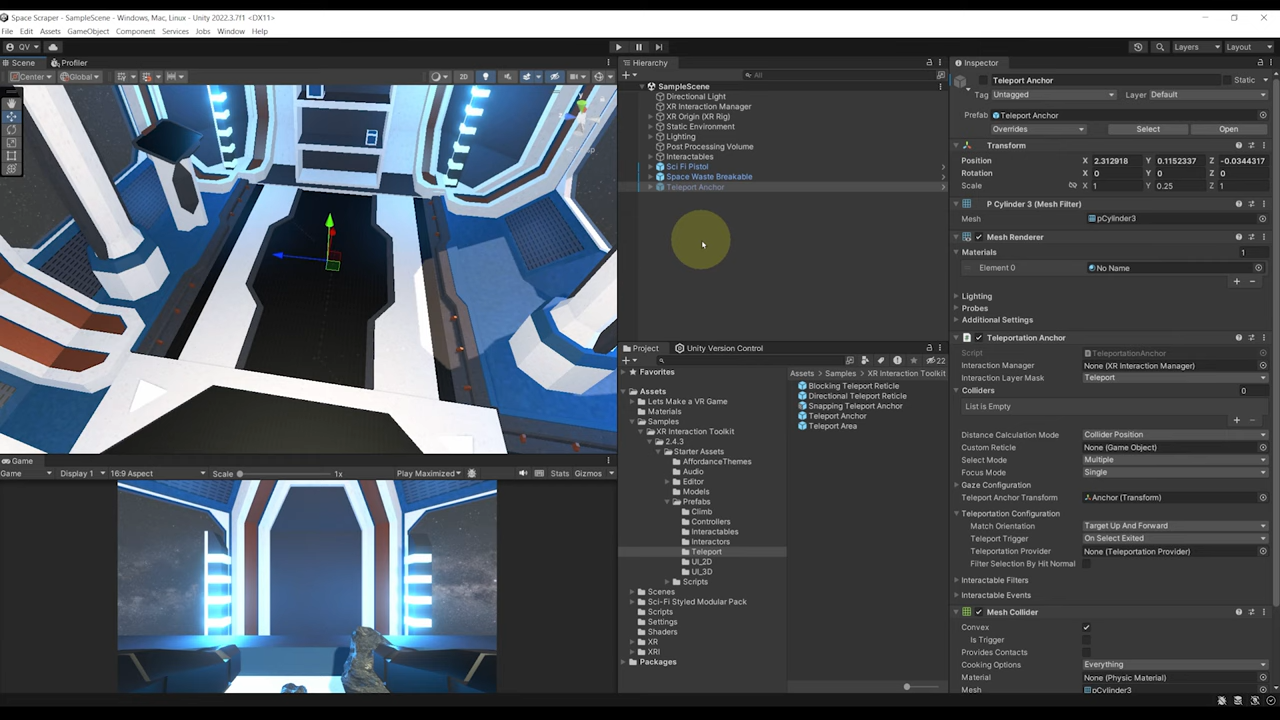 Space Scraper - SampleScene - Windows, Mac, Linux - Unity 2022.3.7f1 <DX11>
File Edit Assets GameObject Component Services Jobs Window Help
QV Layers Layout
Scene Profiler
Center Global 2D
Hierarchy
All
SampleScene
Directional Light
XR Interaction Manager
XR Origin (XR Rig)
Static Environment
Lighting
Post Processing Volume
Interactables
Sci Fi Pistol
Space Waste Breakable
Teleport Anchor
Game
Game Display 1 16:9 Aspect Scale 1x Play Maximized Stats Gizmos
Project Unity Version Control
22
Favorites
Assets
Lets Make a VR Game
Materials
Samples
XR Interaction Toolkit
2.4.3
Starter Assets
AffordanceThemes
Audio
Editor
Models
Prefabs
Climb
Controllers
Interactables
Interactors
Teleport
UI_2D
UI_3D
Scripts
Scenes
Sci-Fi Styled Modular Pack
Scripts
Settings
Shaders
XR
XRI
Packages
Assets Samples XR Interaction Toolkit
Blocking Teleport Reticle
Directional Teleport Reticle
Snapping Teleport Anchor
Teleport Anchor
Teleport Area
Inspector
Teleport Anchor Static
Tag Untagged Layer Default
Prefab Teleport Anchor
Overrides Select Open
Transform
Position X 2.312918 Y 0.1152337 Z -0.0344317
Rotation X 0 Y 0 Z 0
Scale X 1 Y 0.25 Z 1
P Cylinder 3 (Mesh Filter)
Mesh pCylinder3
Mesh Renderer
Materials 1
Element 0 No Name
Lighting
Probes
Additional Settings
Teleportation Anchor
Script TeleportationAnchor
Interaction Manager None (XR Interaction Manager)
Interaction Layer Mask Teleport
Colliders 0
List is Empty
Distance Calculation Mode Collider Position
Custom Reticle None (Game Object)
Select Mode Multiple
Focus Mode Single
Gaze Configuration
Teleport Anchor Transform Anchor (Transform)
Teleportation Configuration
Match Orientation Target Up And Forward
Teleport Trigger On Select Exited
Teleportation Provider None (Teleportation Provider)
Filter Selection By Hit Normal
Interactable Filters
Interactable Events
Mesh Collider
Convex
Is Trigger
Provides Contacts
Cooking Options Everything
Material None (Physic Material)
Mesh pCylinder3